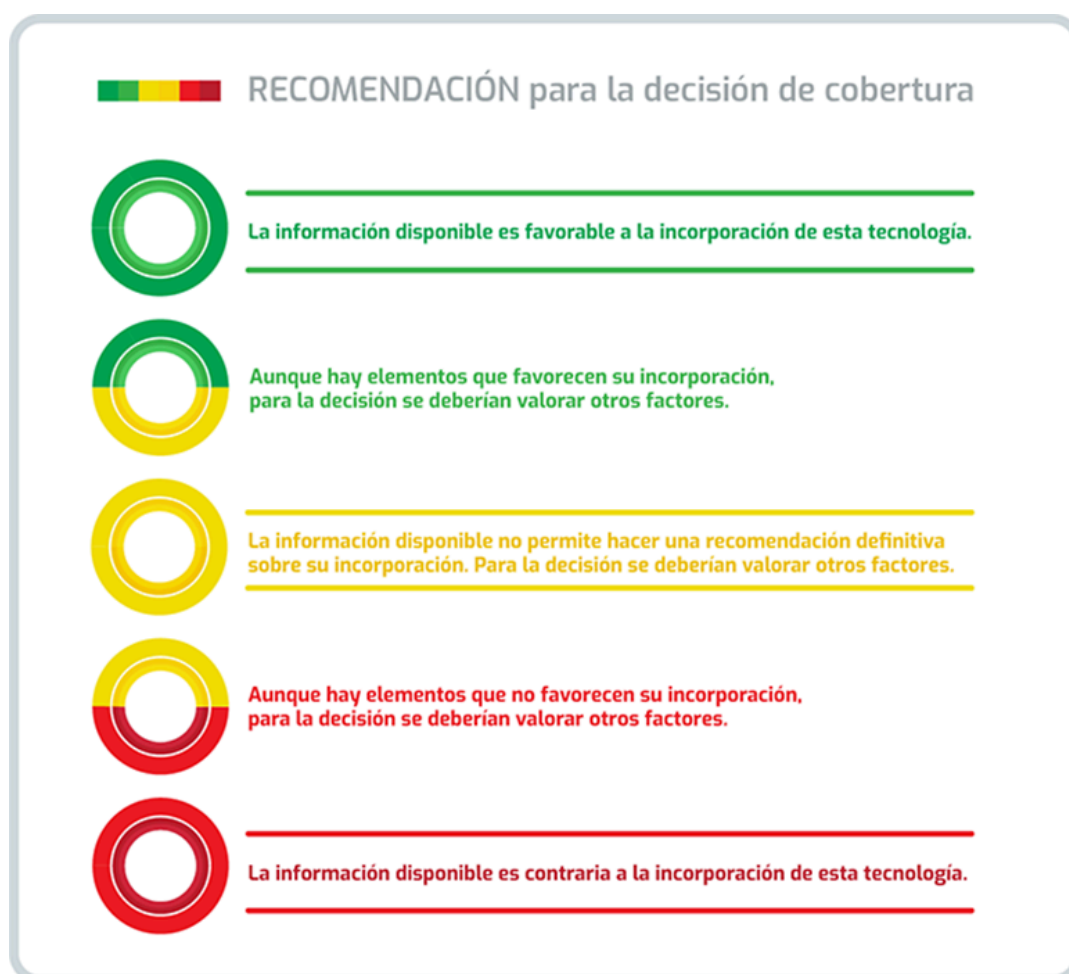 RECOMENDACIÓN para la decisión de cobertura
La información disponible es favorable a la incorporación de esta tecnología.
Aunque hay elementos que favorecen su incorporación,
para la decisión se deberían valorar otros factores.
La información disponible no permite hacer una recomendación definitiva
sobre su incorporación. Para la decisión se deberían valorar otros factores.
Aunque hay elementos que no favorecen su incorporación,
para la decisión se deberían valorar otros factores.
La información disponible es contraria a la incorporación de esta tecnología.